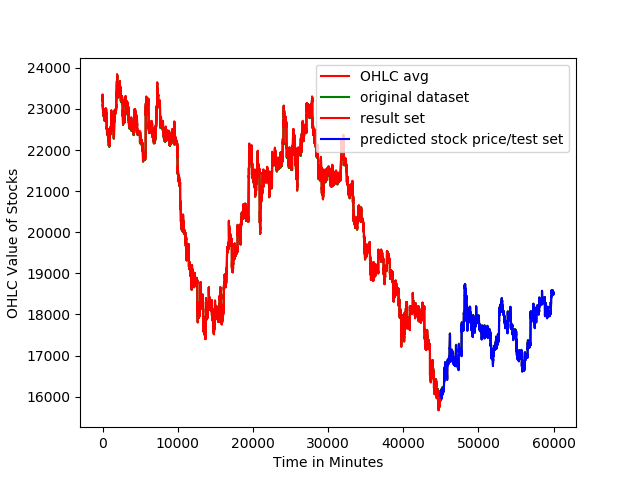 24000
23000
22000
21000
20000
19000
18000
17000
16000
OHLC Value of Stocks
OHLC avg
original dataset
result set
predicted stock price/test set
0 10000 20000 30000 40000 50000 60000
Time in Minutes